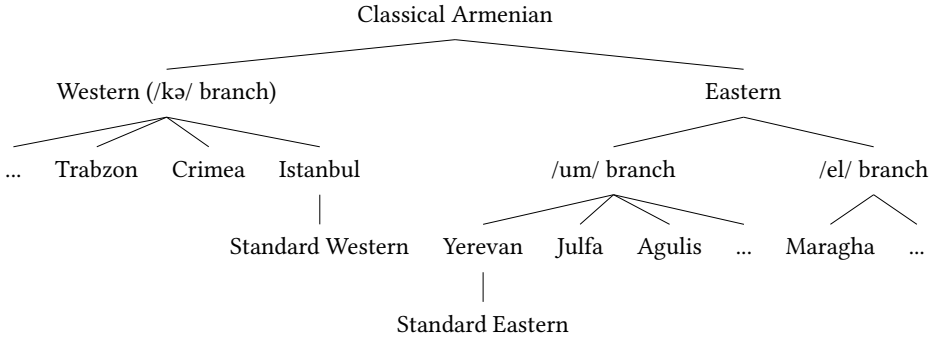 Classical Armenian
Western (/kə/ branch) Eastern
... Trabzon Crimea Istanbul /um/ branch /el/ branch
Standard Western Yerevan Julfa Agulis ... Maragha ...
Standard Eastern